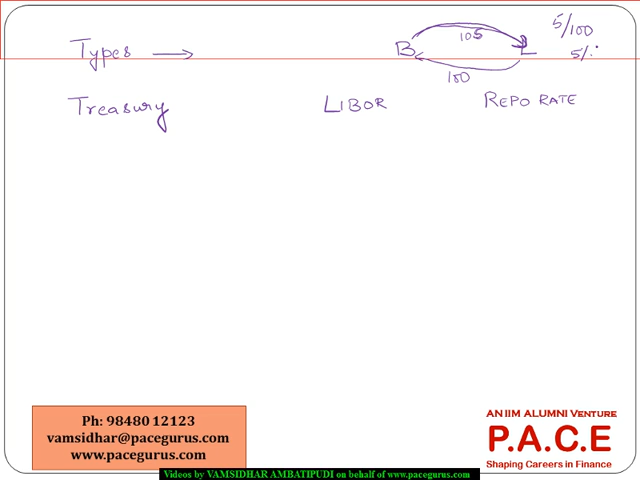 Types → B 105 L 5/100
100 5%
Treasury LIBOR REPO RATE
Ph: 98480 12123
vamsidhar@pacegurus.com
www.pacegurus.com
AN IIM ALUMNI VENTURE
P.A.C.E
Shaping Careers in Finance
Videos by VAMSIDHAR AMBATIPUDI on behalf of www.pacegurus.com